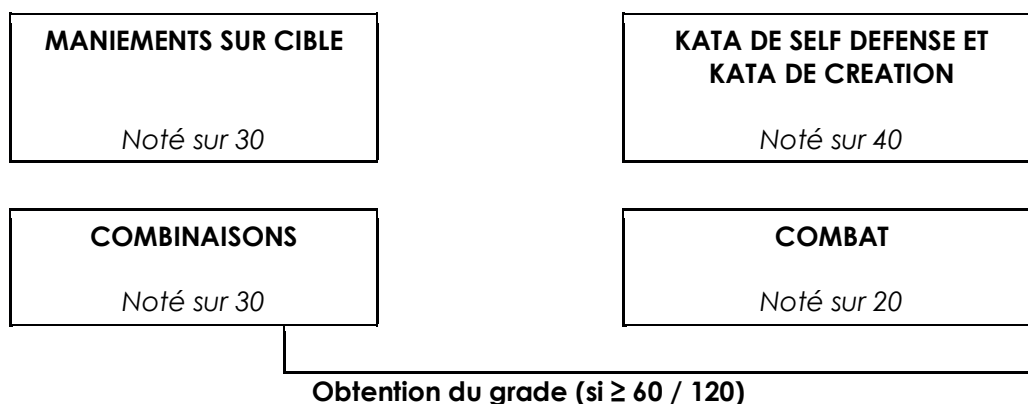 MANIEMENTS SUR CIBLE
Noté sur 30
KATA DE SELF DEFENSE ET
KATA DE CREATION
Noté sur 40
COMBINAISONS
Noté sur 30
COMBAT
Noté sur 20
Obtention du grade (si ≥ 60 / 120)